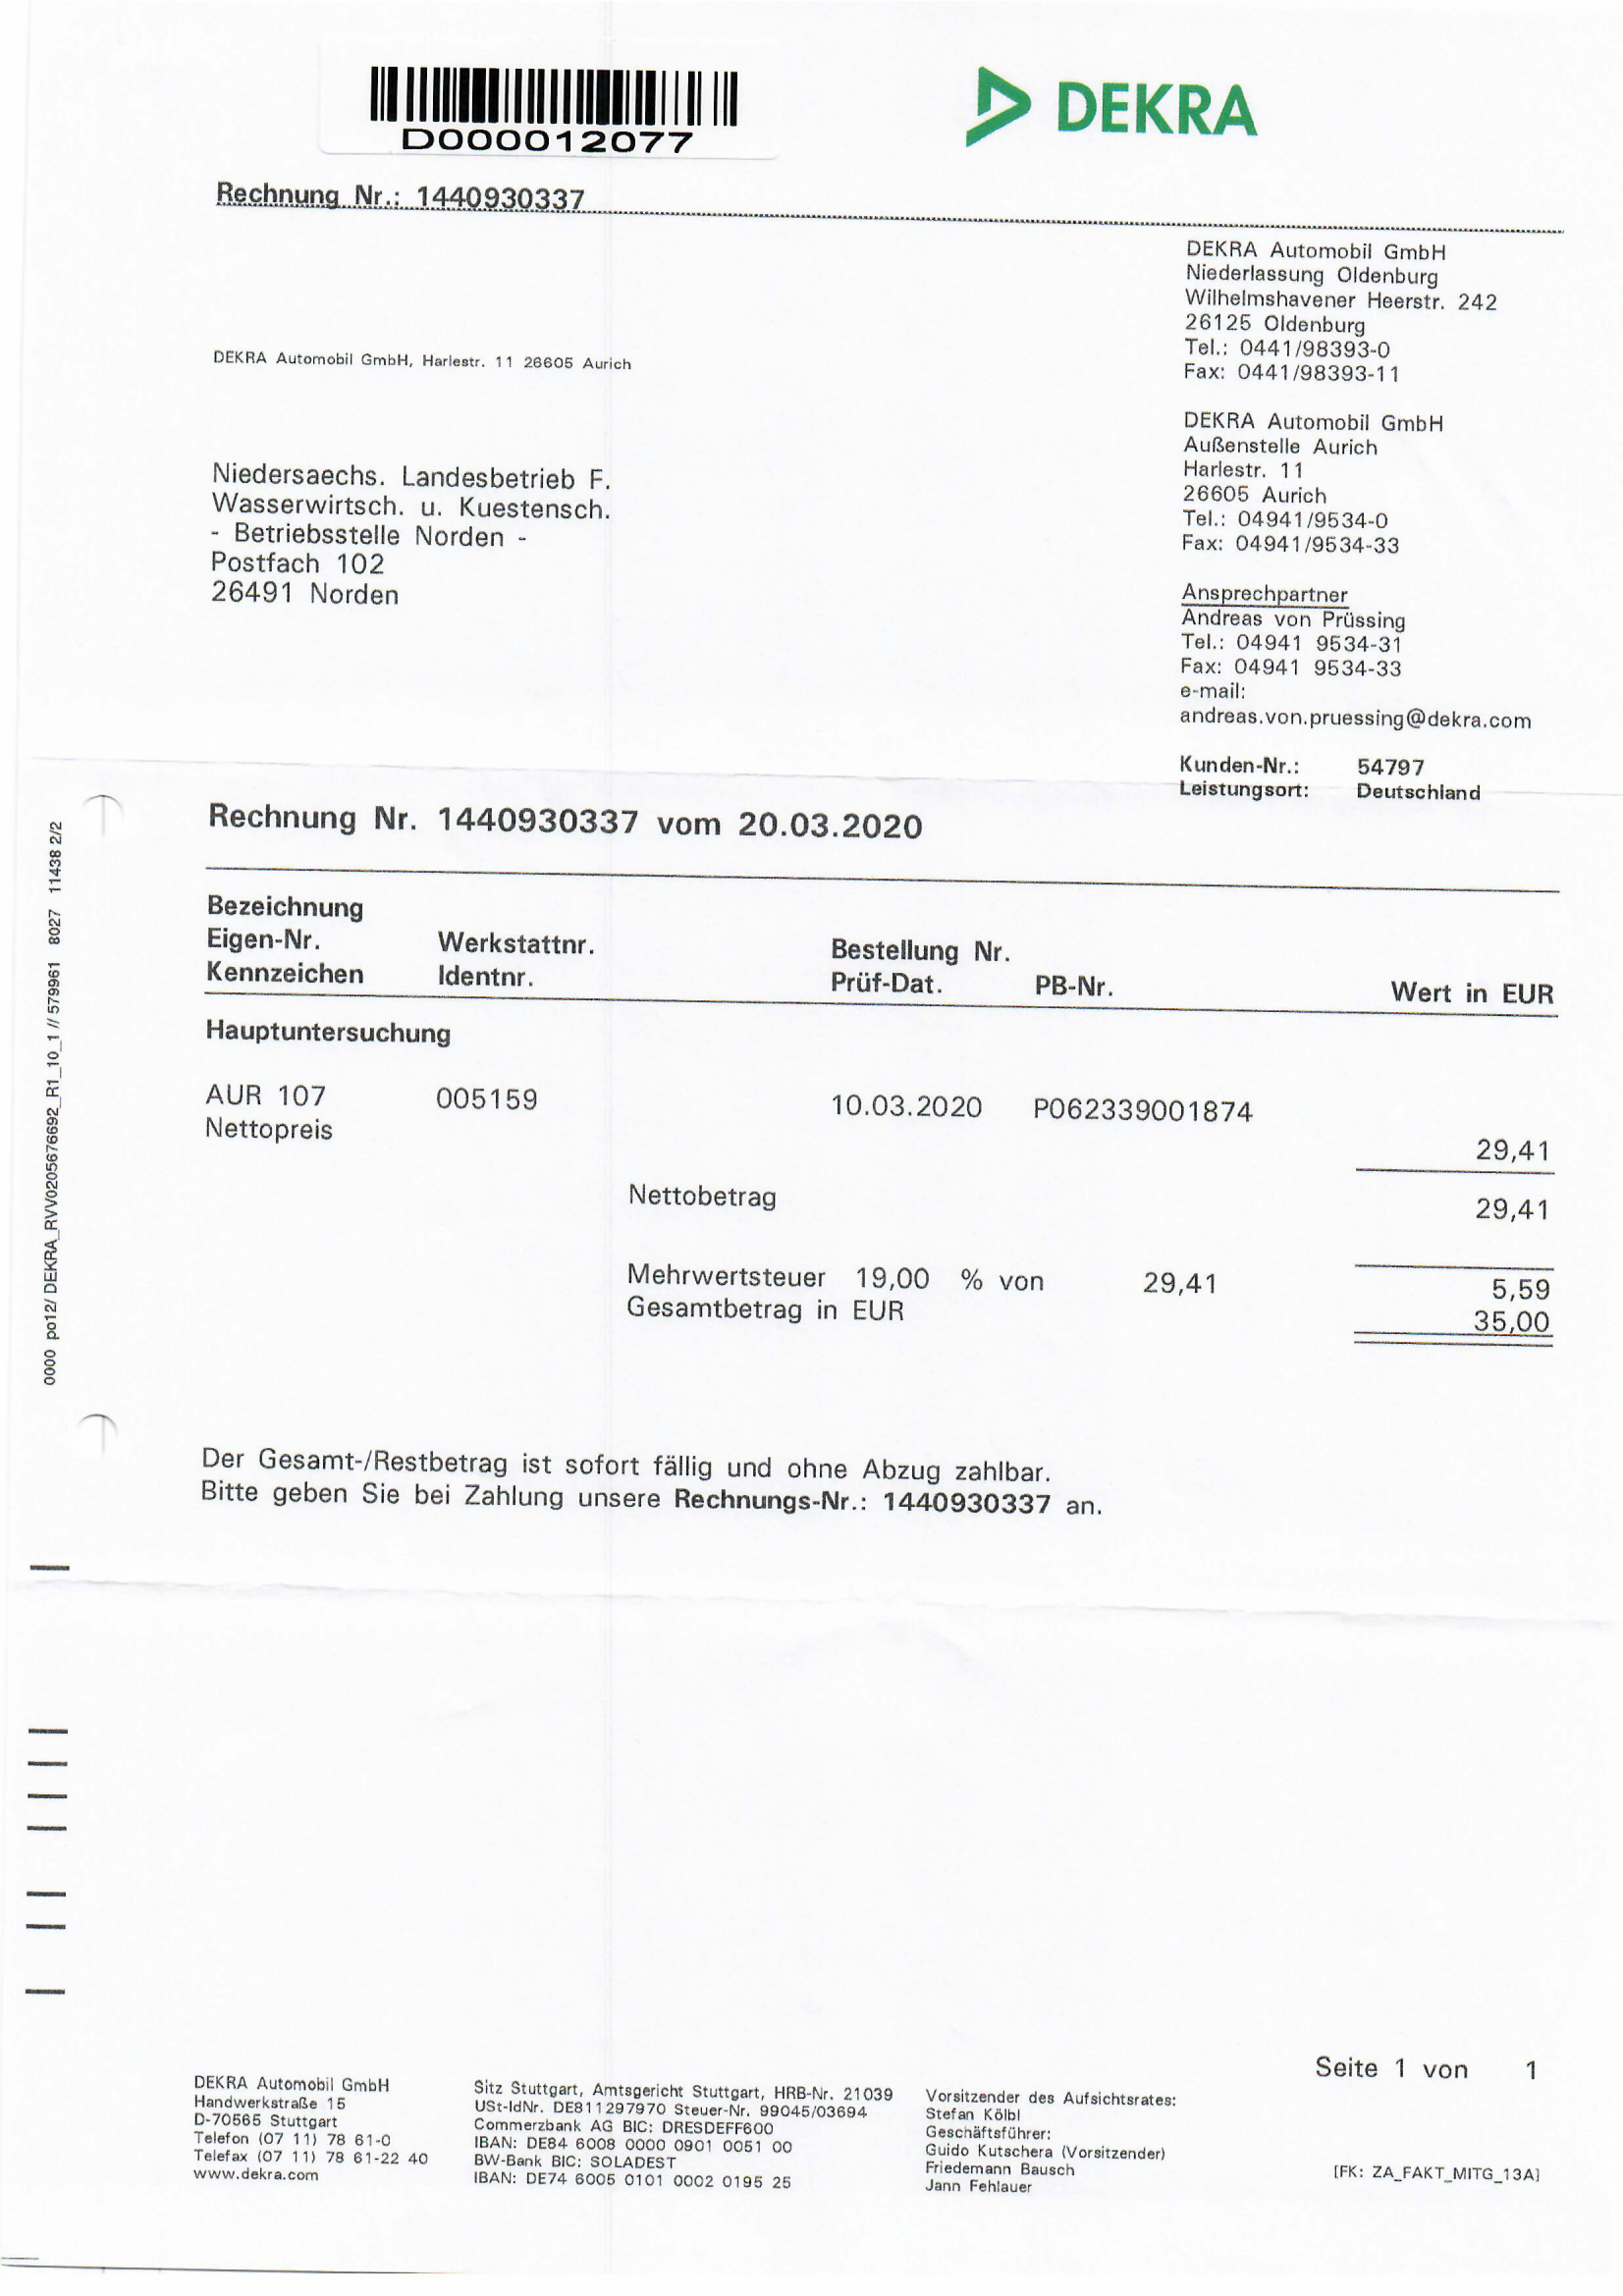 D000012077
DEKRA
Rechnung Nr.: 1440930337
DEKRA Automobil GmbH
Niederlassung Oldenburg
Wilhelmshavener Heerstr. 242
26125 Oldenburg
Tel.: 0441/98393-0
Fax: 0441/98393-11
DEKRA Automobil GmbH, Harlestr. 11 26605 Aurich
DEKRA Automobil GmbH
Außenstelle Aurich
Harlestr. 11
26605 Aurich
Tel.: 04941/9534-0
Fax: 04941/9534-33
Niedersaechs. Landesbetrieb F.
Wasserwirtsch. u. Kuestensch.
- Betriebsstelle Norden -
Postfach 102
26491 Norden
Ansprechpartner
Andreas von Prüssing
Tel.: 04941 9534-31
Fax: 04941 9534-33
e-mail:
andreas.von.pruessing@dekra.com
Kunden-Nr.: 54797
Leistungsort: Deutschland
Rechnung Nr. 1440930337 vom 20.03.2020
Bezeichnung
Eigen-Nr. Werkstattnr. Bestellung Nr.
Kennzeichen Identnr. Prüf-Dat. PB-Nr. Wert in EUR
Hauptuntersuchung
AUR 107 005159 10.03.2020 P062339001874
Nettopreis 29,41
Nettobetrag 29,41
Mehrwertsteuer 19,00 % von 29,41 5,59
Gesamtbetrag in EUR 35,00
Der Gesamt-/Restbetrag ist sofort fällig und ohne Abzug zahlbar.
Bitte geben Sie bei Zahlung unsere Rechnungs-Nr.: 1440930337 an.
0000 po12/ DEKRA_RVV0205676692_R1_10_1 // 579961 8027 11438 2/2
Seite 1 von 1
DEKRA Automobil GmbH
Handwerkstraße 15
D-70565 Stuttgart
Telefon (07 11) 78 61-0
Telefax (07 11) 78 61-22 40
www.dekra.com
Sitz Stuttgart, Amtsgericht Stuttgart, HRB-Nr. 21039
USt-IdNr. DE811297970 Steuer-Nr. 99045/03694
Commerzbank AG BIC: DRESDEFF600
IBAN: DE84 6008 0000 0901 0051 00
BW-Bank BIC: SOLADEST
IBAN: DE74 6005 0101 0002 0195 25
Vorsitzender des Aufsichtsrates:
Stefan Kölbl
Geschäftsführer:
Guido Kutschera (Vorsitzender)
Friedemann Bausch
Jann Fehlauer
[FK: ZA_FAKT_MITG_13A]